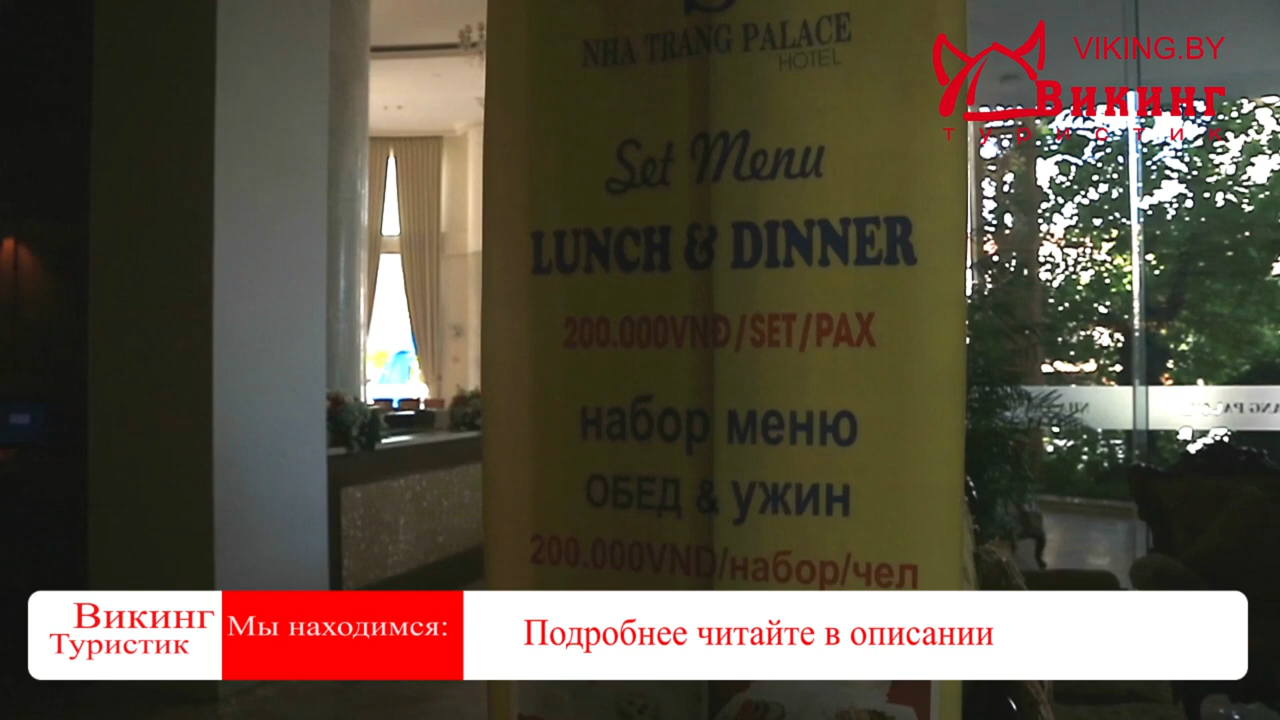 NHA TRANG PALACE
HOTEL
Set Menu
LUNCH & DINNER
200.000VNĐ/SET/PAX
набор меню
ОБЕД & ужин
200.000VND/набор/чел
VIKING.BY
Викинг
туристик
Викинг
Туристик
Мы находимся:
Подробнее читайте в описании